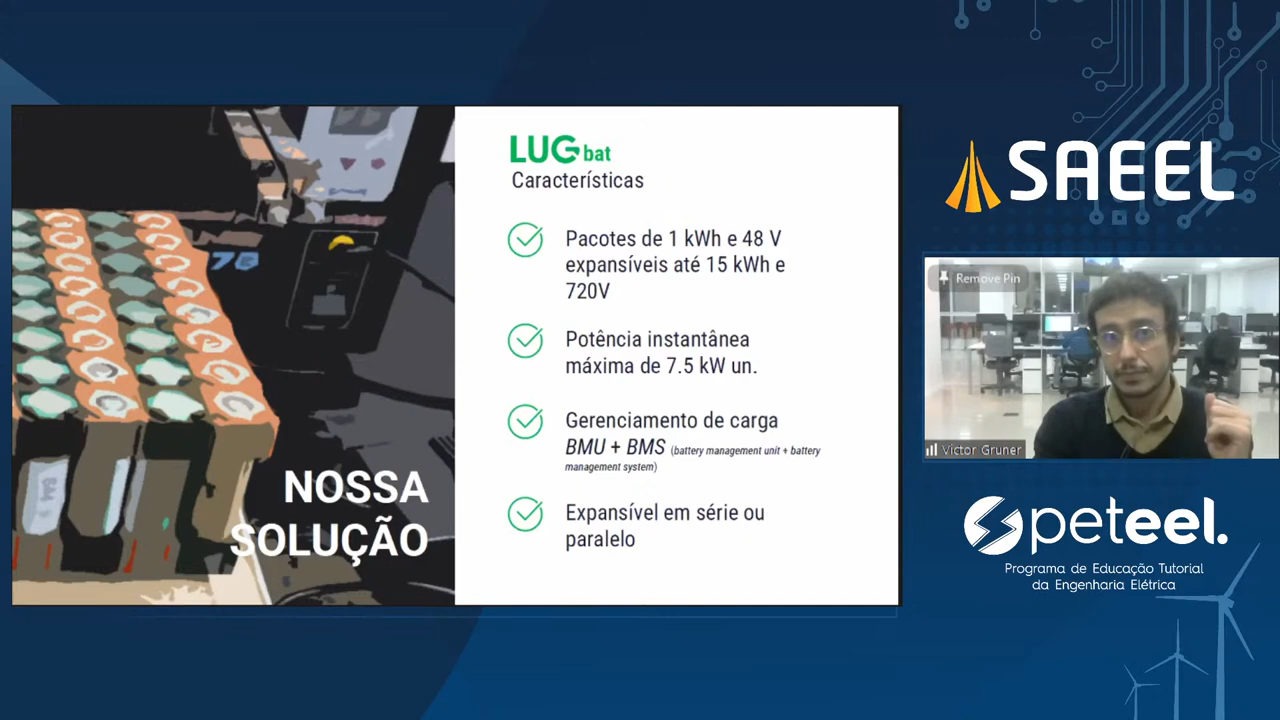 NOSSA
SOLUÇÃO
LUG bat
Características
Pacotes de 1 kWh e 48 V
expansíveis até 15 kWh e
720V
Potência instantânea
máxima de 7.5 kW un.
Gerenciamento de carga
BMU + BMS (battery management unit + battery
management system)
Expansível em série ou
paralelo
SAEEL
Remove Pin
Victor Gruner
peteel.
Programa de Educação Tutorial
da Engenharia Elétrica